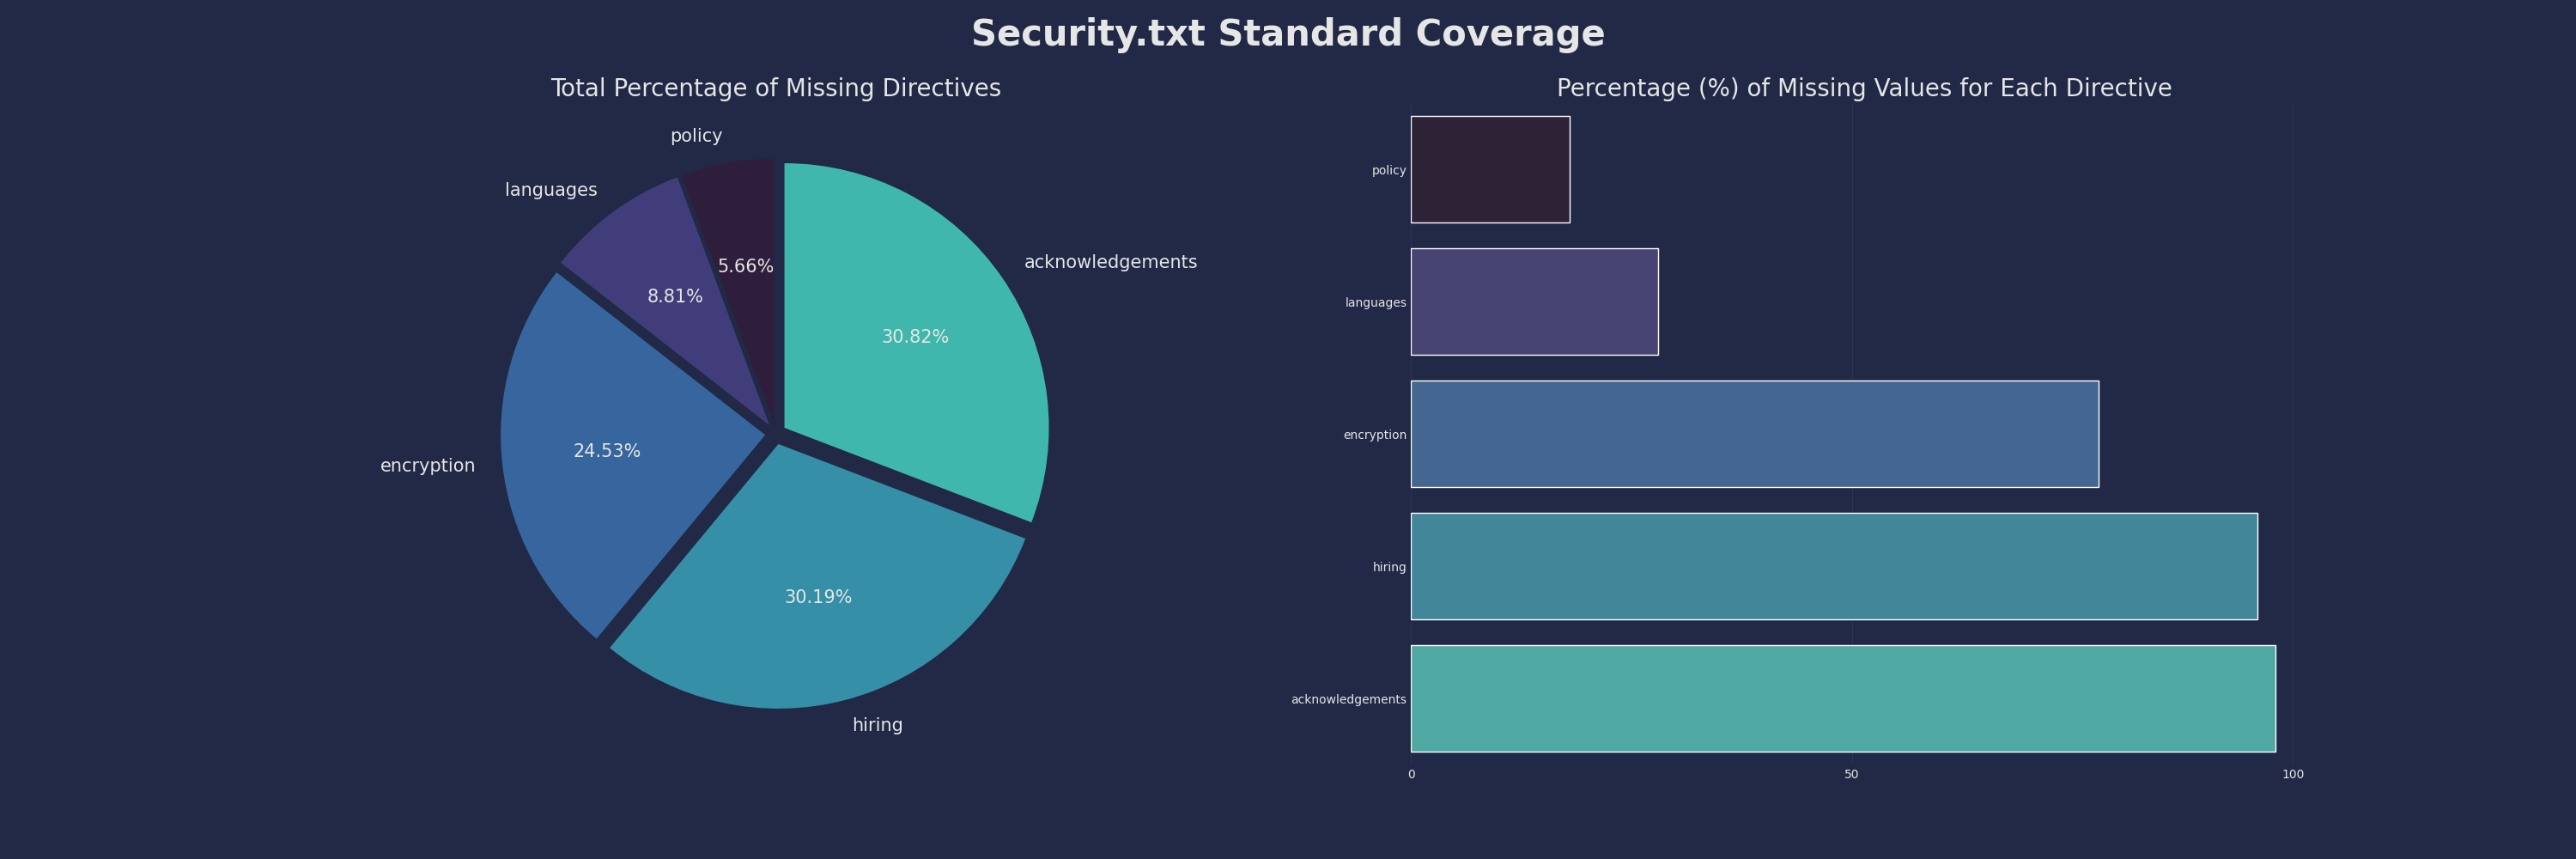 Security.txt Standard Coverage
Total Percentage of Missing Directives
policy
languages
5.66%
acknowledgements
8.81%
30.82%
24.53%
encryption
30.19%
hiring
Percentage (%) of Missing Values for Each Directive
policy
languages
encryption
hiring
acknowledgements
0
50
100